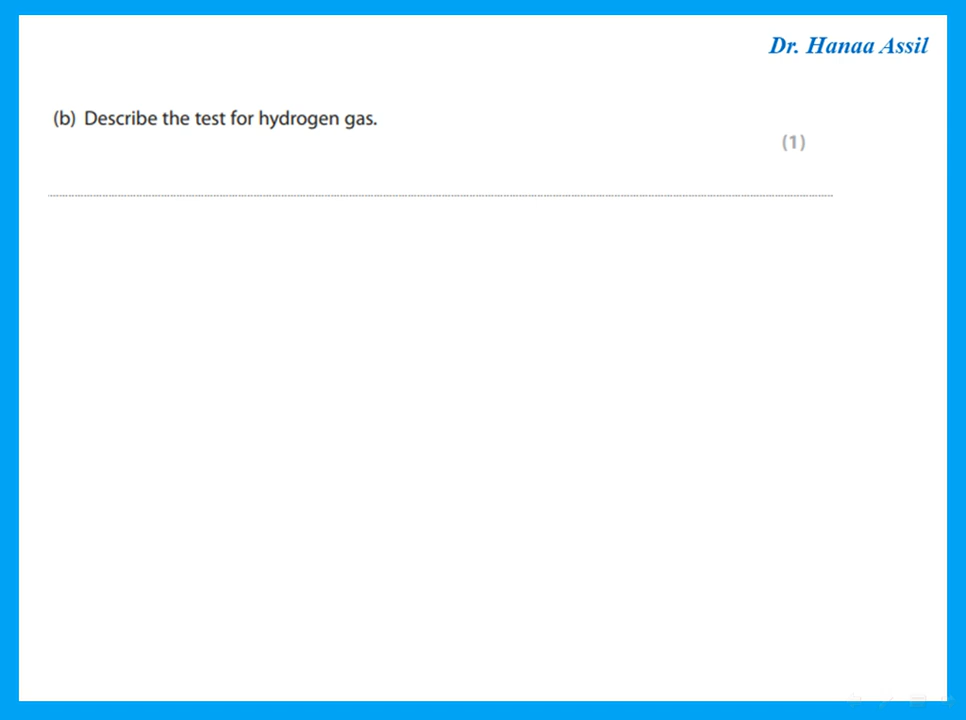 Dr. Hanaa Assil
(b) Describe the test for hydrogen gas.
(1)